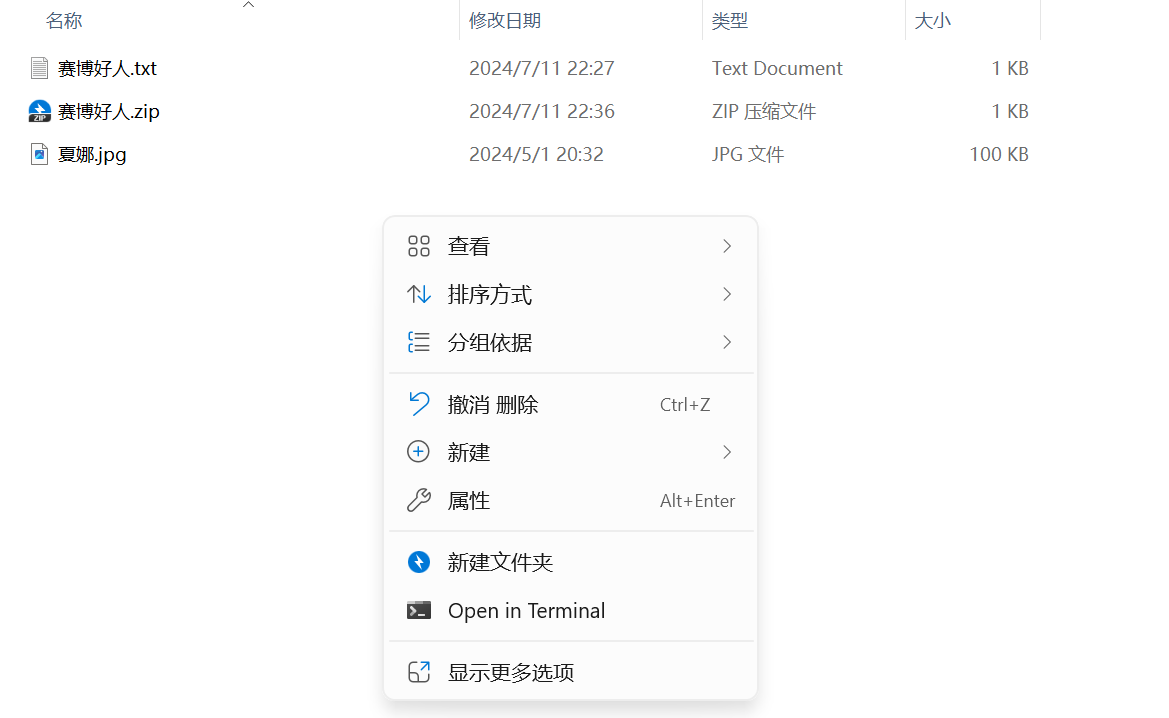 名称 修改日期 类型 大小
赛博好人.txt 2024/7/11 22:27 Text Document 1 KB
ZIP 赛博好人.zip 2024/7/11 22:36 ZIP 压缩文件 1 KB
夏娜.jpg 2024/5/1 20:32 JPG 文件 100 KB
查看
排序方式
分组依据
撤消 删除 Ctrl+Z
新建
属性 Alt+Enter
新建文件夹
Open in Terminal
显示更多选项